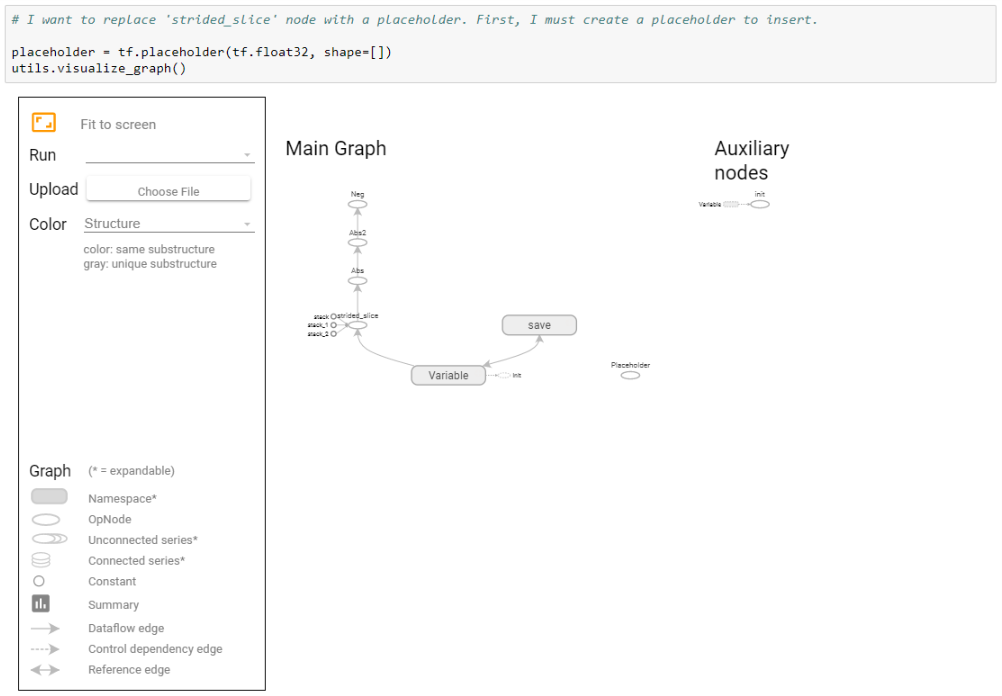 # I want to replace 'strided_slice' node with a placeholder. First, I must create a placeholder to insert.
placeholder = tf.placeholder(tf.float32, shape=[])
utils.visualize_graph()
Fit to screen
Run
Upload Choose File
Color Structure
color: same substructure
gray: unique substructure
Graph (* = expandable)
Namespace*
OpNode
Unconnected series*
Connected series*
Constant
Summary
Dataflow edge
Control dependency edge
Reference edge
Main Graph
Neg
Abs2
Abs
stack strided_slice
stack_1
stack_2
save
Variable init
Placeholder
Auxiliary
nodes
init
Variable